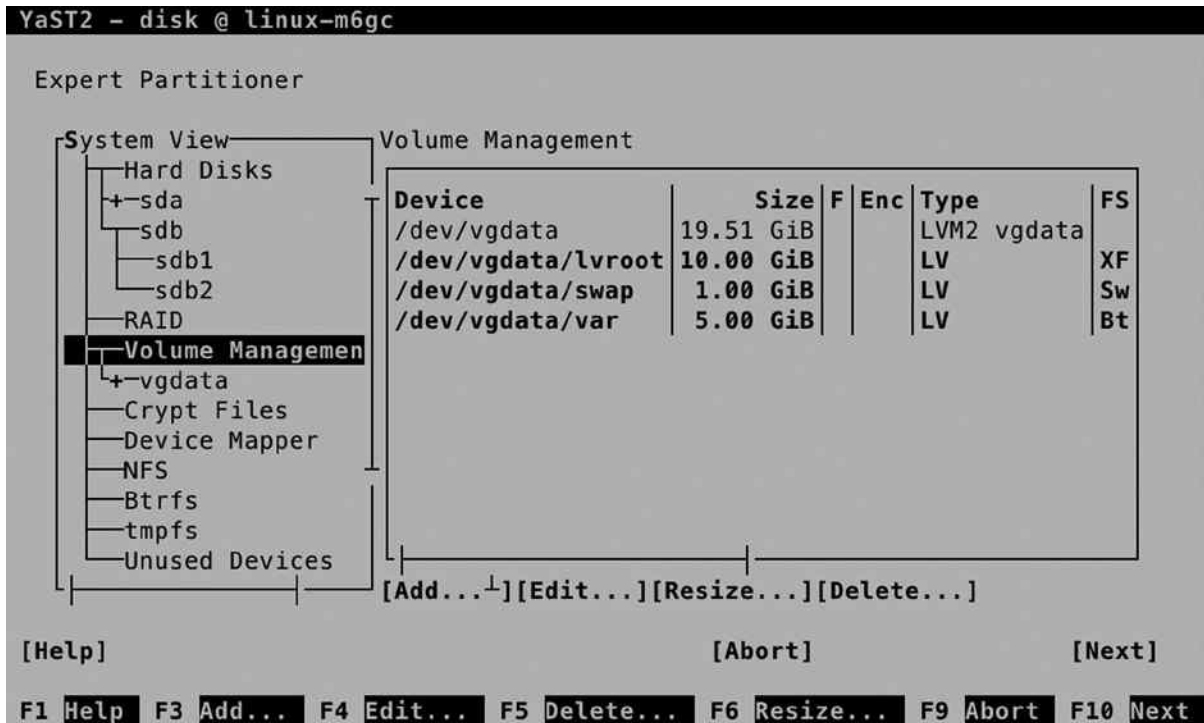 YaST2 - disk @ linux-m6gc
Expert Partitioner
System View
Hard Disks
+-sda
sdb
sdb1
sdb2
RAID
Volume Managemen
+-vgdata
Crypt Files
Device Mapper
NFS
Btrfs
tmpfs
Unused Devices
Volume Management
Device Size F Enc Type FS
/dev/vgdata 19.51 GiB LVM2 vgdata
/dev/vgdata/lvroot 10.00 GiB LV XF
/dev/vgdata/swap 1.00 GiB LV Sw
/dev/vgdata/var 5.00 GiB LV Bt
[Add...][Edit...][Resize...][Delete...]
[Help] [Abort] [Next]
F1 Help F3 Add... F4 Edit... F5 Delete... F6 Resize... F9 Abort F10 Next